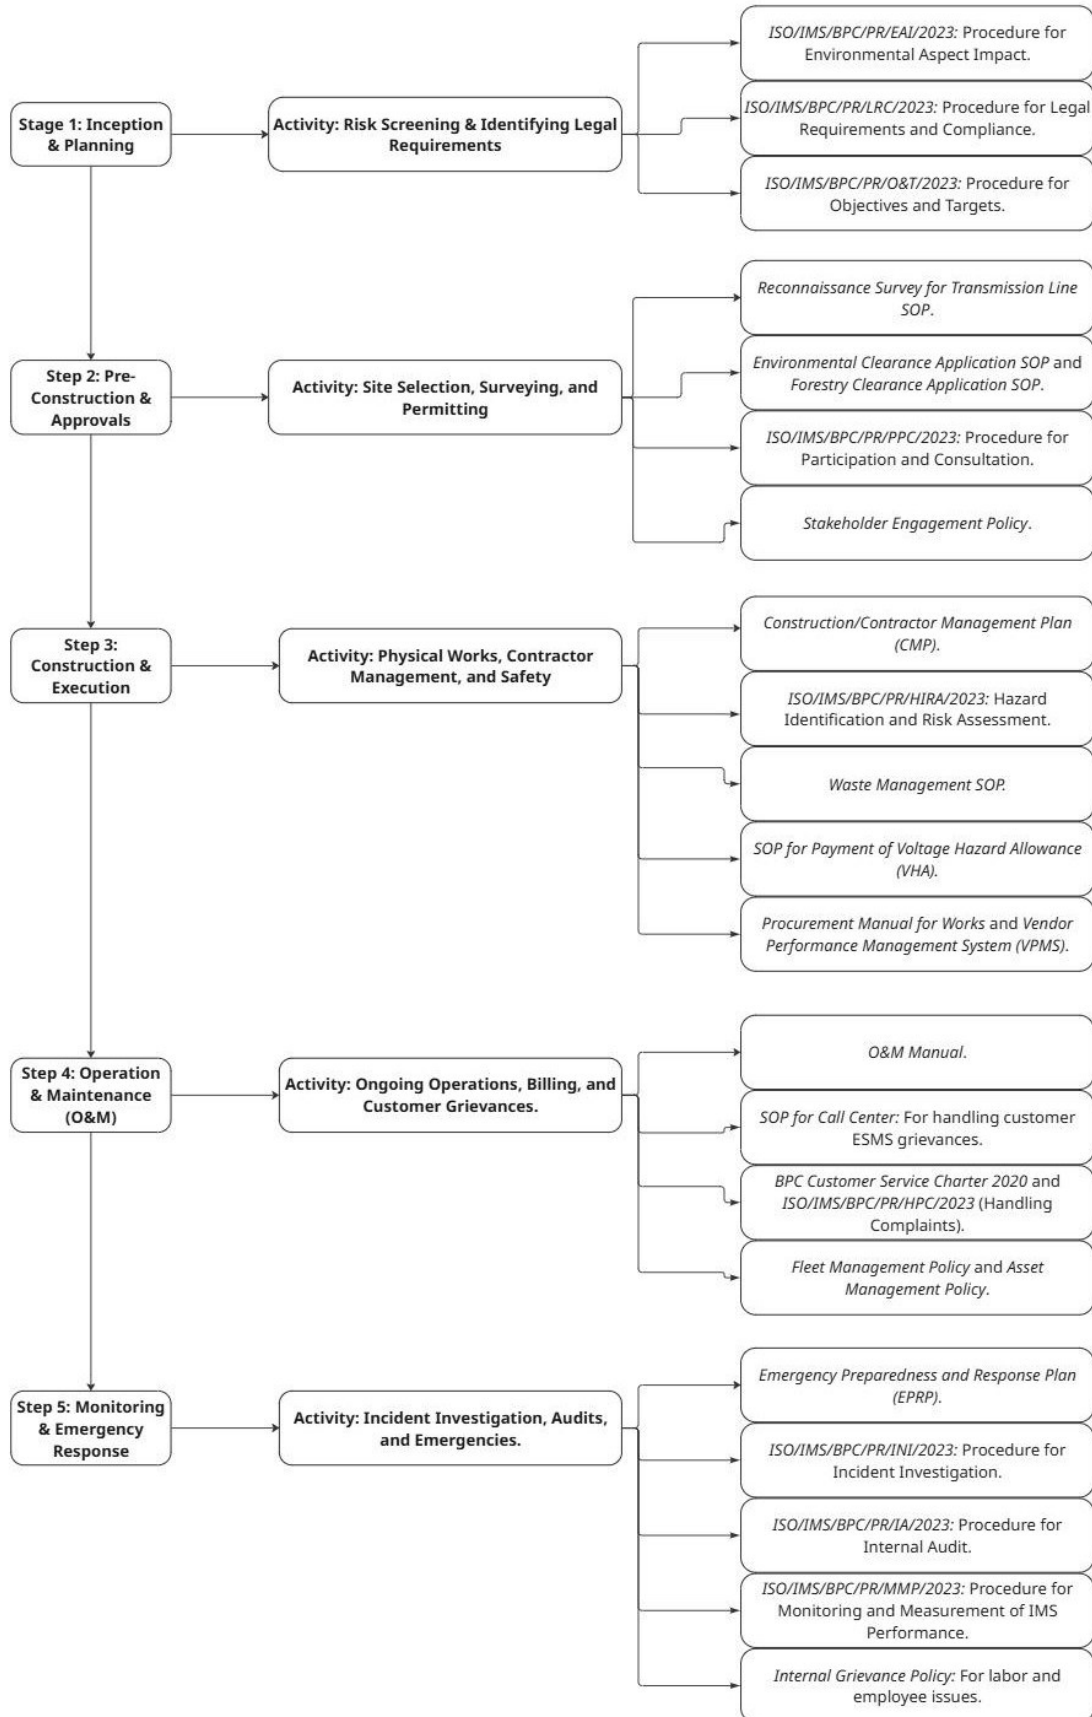 Stage 1: Inception
& Planning
Activity: Risk Screening & Identifying Legal
Requirements
ISO/IMS/BPC/PR/EAI/2023: Procedure for
Environmental Aspect Impact.
ISO/IMS/BPC/PR/LRC/2023: Procedure for Legal
Requirements and Compliance.
ISO/IMS/BPC/PR/O&T/2023: Procedure for
Objectives and Targets.
Step 2: Pre-
Construction &
Approvals
Activity: Site Selection, Surveying, and
Permitting
Reconnaissance Survey for Transmission Line
SOP.
Environmental Clearance Application SOP and
Forestry Clearance Application SOP.
ISO/IMS/BPC/PR/PPC/2023: Procedure for
Participation and Consultation.
Stakeholder Engagement Policy.
Step 3:
Construction &
Execution
Activity: Physical Works, Contractor
Management, and Safety
Construction/Contractor Management Plan
(CMP).
ISO/IMS/BPC/PR/HIRA/2023: Hazard
Identification and Risk Assessment.
Waste Management SOP.
SOP for Payment of Voltage Hazard Allowance
(VHA).
Procurement Manual for Works and Vendor
Performance Management System (VPMS).
Step 4: Operation
& Maintenance
(O&M)
Activity: Ongoing Operations, Billing, and
Customer Grievances.
O&M Manual.
SOP for Call Center: For handling customer
ESMS grievances.
BPC Customer Service Charter 2020 and
ISO/IMS/BPC/PR/HPC/2023 (Handling
Complaints).
Fleet Management Policy and Asset
Management Policy.
Step 5: Monitoring
& Emergency
Response
Activity: Incident Investigation, Audits,
and Emergencies.
Emergency Preparedness and Response Plan
(EPRP).
ISO/IMS/BPC/PR/INI/2023: Procedure for
Incident Investigation.
ISO/IMS/BPC/PR/IA/2023: Procedure for
Internal Audit.
ISO/IMS/BPC/PR/MMP/2023: Procedure for
Monitoring and Measurement of IMS
Performance.
Internal Grievance Policy: For labor and
employee issues.